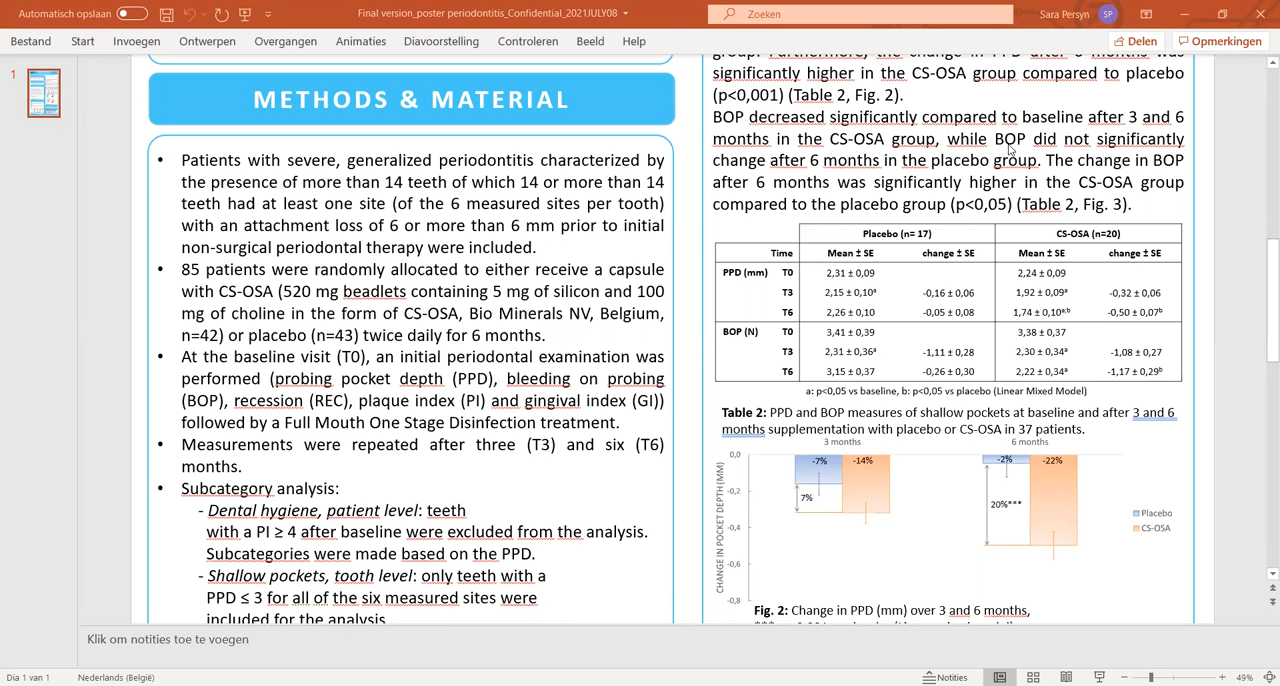 Automatisch opslaan
Final version_poster periodontitis_Confidential_2021JULY08
Zoeken
Sara Persyn
SP
Bestand Start Invoegen Ontwerpen Overgangen Animaties Diavoorstelling Controleren Beeld Help
Delen
Opmerkingen
1
METHODS & MATERIAL
• Patients with severe, generalized periodontitis characterized by
the presence of more than 14 teeth of which 14 or more than 14
teeth had at least one site (of the 6 measured sites per tooth)
with an attachment loss of 6 or more than 6 mm prior to initial
non-surgical periodontal therapy were included.
• 85 patients were randomly allocated to either receive a capsule
with CS-OSA (520 mg beadlets containing 5 mg of silicon and 100
mg of choline in the form of CS-OSA, Bio Minerals NV, Belgium,
n=42) or placebo (n=43) twice daily for 6 months.
• At the baseline visit (T0), an initial periodontal examination was
performed (probing pocket depth (PPD), bleeding on probing
(BOP), recession (REC), plaque index (PI) and gingival index (GI))
followed by a Full Mouth One Stage Disinfection treatment.
• Measurements were repeated after three (T3) and six (T6)
months.
• Subcategory analysis:
- Dental hygiene, patient level: teeth
with a PI ≥ 4 after baseline were excluded from the analysis.
Subcategories were made based on the PPD.
- Shallow pockets, tooth level: only teeth with a
PPD ≤ 3 for all of the six measured sites were
included for the analysis
group. Furthermore, the change in PPD after 6 months was
significantly higher in the CS-OSA group compared to placebo
(p<0,001) (Table 2, Fig. 2).
BOP decreased significantly compared to baseline after 3 and 6
months in the CS-OSA group, while BOP did not significantly
change after 6 months in the placebo group. The change in BOP
after 6 months was significantly higher in the CS-OSA group
compared to the placebo group (p<0,05) (Table 2, Fig. 3).
Placebo (n= 17) CS-OSA (n=20)
Time Mean ± SE change ± SE Mean ± SE change ± SE
PPD (mm) T0 2,31 ± 0,09 2,24 ± 0,09
T3 2,15 ± 0,10ᵃ -0,16 ± 0,06 1,92 ± 0,09ᵃ -0,32 ± 0,06
T6 2,26 ± 0,10 -0,05 ± 0,08 1,74 ± 0,10ᵃ,ᵇ -0,50 ± 0,07ᵇ
BOP (N) T0 3,41 ± 0,39 3,38 ± 0,37
T3 2,31 ± 0,36ᵃ -1,11 ± 0,28 2,30 ± 0,34ᵃ -1,08 ± 0,27
T6 3,15 ± 0,37 -0,26 ± 0,30 2,22 ± 0,34ᵃ -1,17 ± 0,29ᵇ
a: p<0,05 vs baseline, b: p<0,05 vs placebo (Linear Mixed Model)
Table 2: PPD and BOP measures of shallow pockets at baseline and after 3 and 6
months supplementation with placebo or CS-OSA in 37 patients.
3 months 6 months
CHANGE IN POCKET DEPTH (MM)
0,0
-0,2
-0,4
-0,6
-0,8
-7% -14% -2% -22%
7%
20%***
Placebo
CS-OSA
Fig. 2: Change in PPD (mm) over 3 and 6 months,
Klik om notities toe te voegen
Dia 1 van 1
Nederlands (België)
Notities
49%